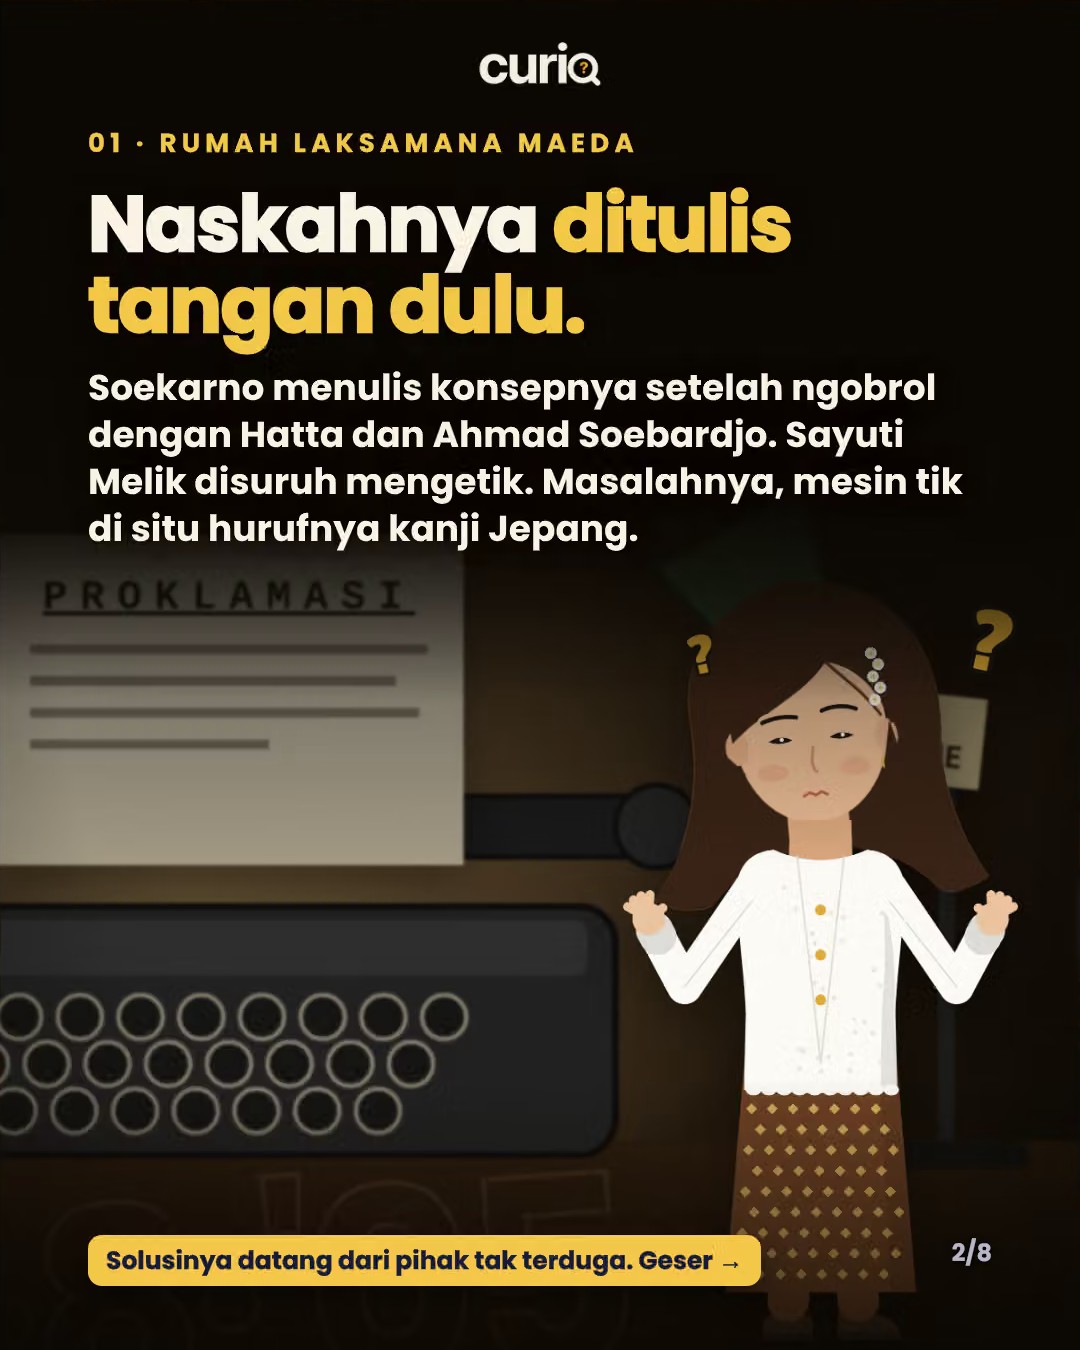 curiQ?
01 · RUMAH LAKSAMANA MAEDA
Naskahnya ditulis
tangan dulu.
Soekarno menulis konsepnya setelah ngobrol
dengan Hatta dan Ahmad Soebardjo. Sayuti
Melik disuruh mengetik. Masalahnya, mesin tik
di situ hurufnya kanji Jepang.
PROKLAMASI
?
?
E
8'05
Solusinya datang dari pihak tak terduga. Geser →
2/8